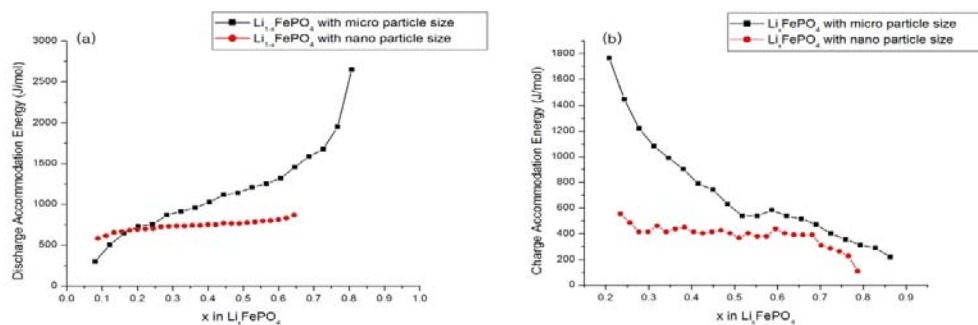 (a)
Li1-xFePO4 with micro particle size
Li1-xFePO4 with nano particle size
Discharge Accommodation Energy (J/mol)
3000
2500
2000
1500
1000
500
0
0.0 0.1 0.2 0.3 0.4 0.5 0.6 0.7 0.8 0.9 1.0
x in LixFePO4
(b)
LixFePO4 with micro particle size
LixFePO4 with nano particle size
Charge Accommodation Energy (J/mol)
1800
1600
1400
1200
1000
800
600
400
200
0
0.2 0.3 0.4 0.5 0.6 0.7 0.8 0.9
x in LixFePO4